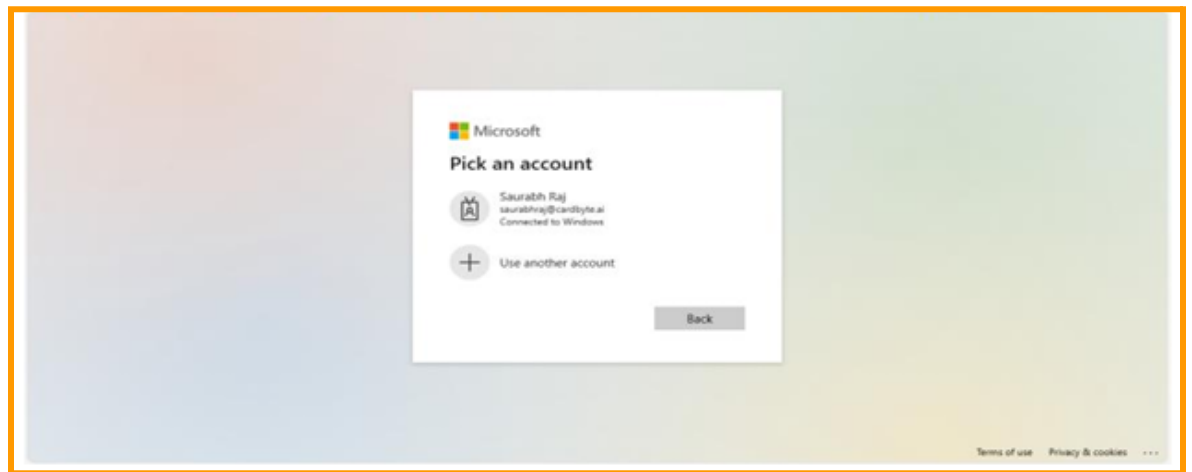 Microsoft
Pick an account
Saurabh Raj
saurabhraj@cardbyte.ai
Connected to Windows
Use another account
Back
Terms of use Privacy & cookies ...